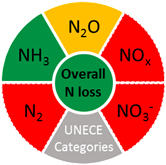 N₂O
NH₃
NOₓ
Overall
N loss
N₂
NO₃⁻
UNECE
Categories